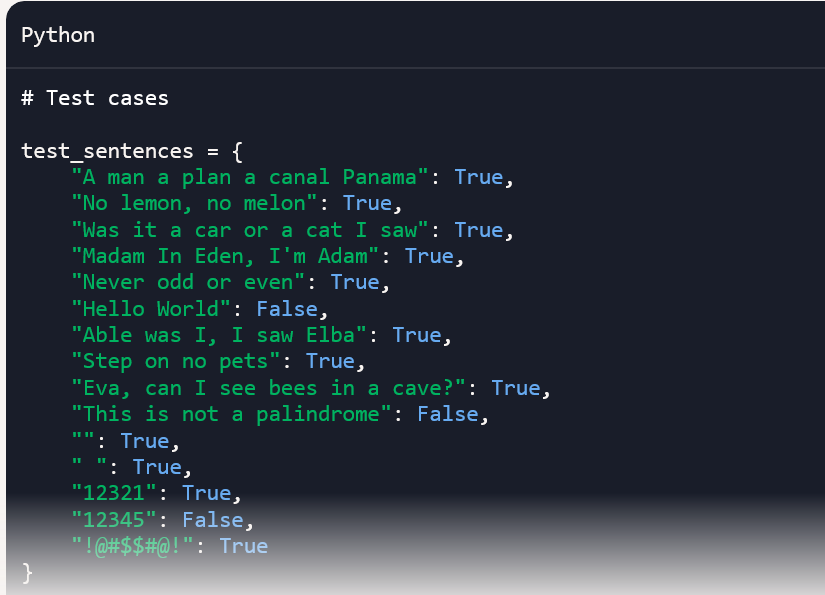 Python
# Test cases
test_sentences = {
    "A man a plan a canal Panama": True,
    "No lemon, no melon": True,
    "Was it a car or a cat I saw": True,
    "Madam In Eden, I'm Adam": True,
    "Never odd or even": True,
    "Hello World": False,
    "Able was I, I saw Elba": True,
    "Step on no pets": True,
    "Eva, can I see bees in a cave?": True,
    "This is not a palindrome": False,
    "": True,
    " ": True,
    "12321": True,
    "12345": False,
    "!@#$$#@!": True
}